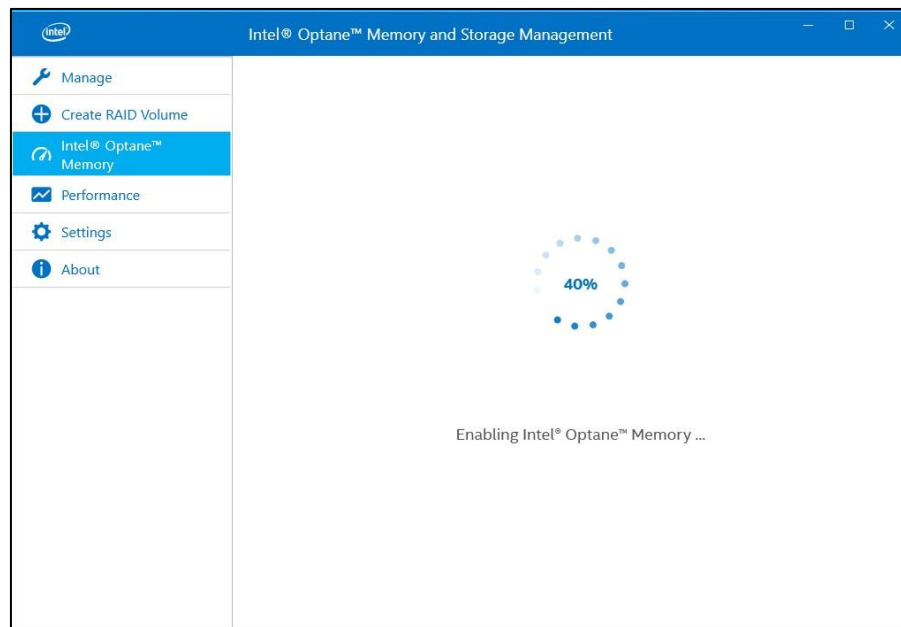 intel
Intel® Optane™ Memory and Storage Management
Manage
Create RAID Volume
Intel® Optane™
Memory
Performance
Settings
About
40%
Enabling Intel® Optane™ Memory ...